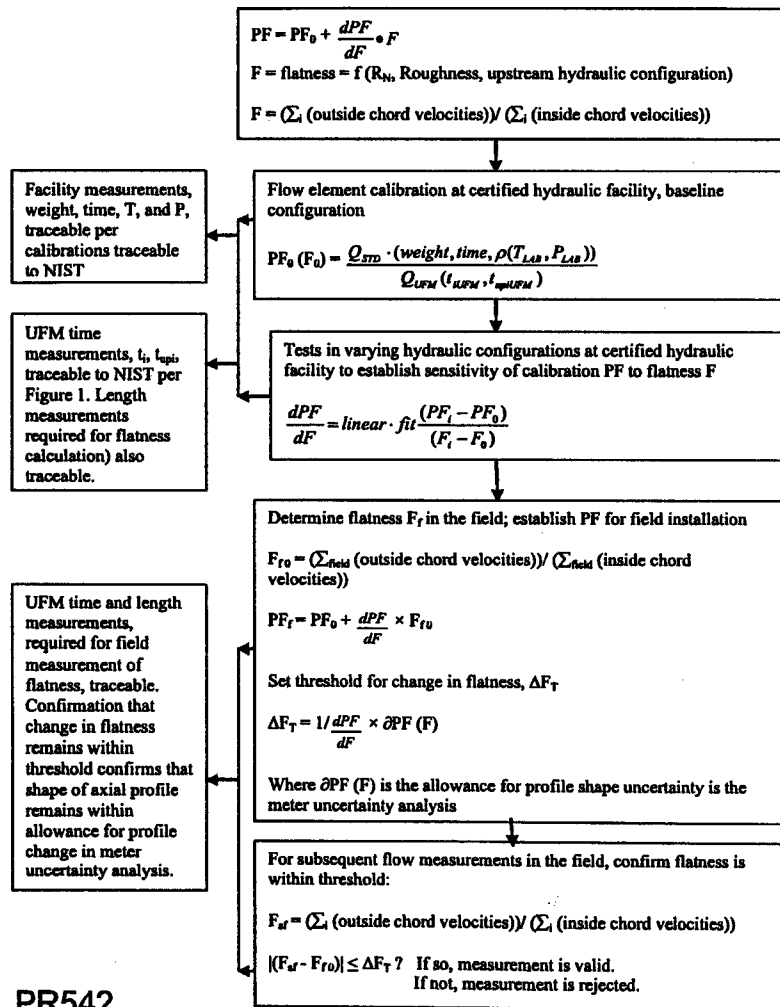 PF = PF₀ + dPF/dF • F
F = flatness = f (R_N, Roughness, upstream hydraulic configuration)
F = (∑ᵢ (outside chord velocities))/ (∑ᵢ (inside chord velocities))
Facility measurements,
weight, time, T, and P,
traceable per
calibrations traceable
to NIST
Flow element calibration at certified hydraulic facility, baseline
configuration
PF₀ (F₀) = Q_STD · (weight, time, ρ(T_LAB, P_LAB)) / Q_UFM (t_iUFM, t_upiUFM)
UFM time
measurements, t_i, t_upi,
traceable to NIST per
Figure 1. Length
measurements
required for flatness
calculation) also
traceable.
Tests in varying hydraulic configurations at certified hydraulic
facility to establish sensitivity of calibration PF to flatness F
dPF/dF = linear · fit (PF_i − PF₀)/(F_i − F₀)
Determine flatness F_f in the field; establish PF for field installation
F_f0 = (∑_field (outside chord velocities))/ (∑_field (inside chord
velocities))
PF_f = PF₀ + dPF/dF × F_f0
Set threshold for change in flatness, ΔF_T
ΔF_T = 1/ dPF/dF × ∂PF (F)
Where ∂PF (F) is the allowance for profile shape uncertainty is the
meter uncertainty analysis
UFM time and length
measurements,
required for field
measurement of
flatness, traceable.
Confirmation that
change in flatness
remains within
threshold confirms that
shape of axial profile
remains within
allowance for profile
change in meter
uncertainty analysis.
For subsequent flow measurements in the field, confirm flatness is
within threshold:
F_sf = (∑ᵢ (outside chord velocities))/ (∑ᵢ (inside chord velocities))
|(F_sf - F_f0)| ≤ ΔF_T ? If so, measurement is valid.
If not, measurement is rejected.
PR542